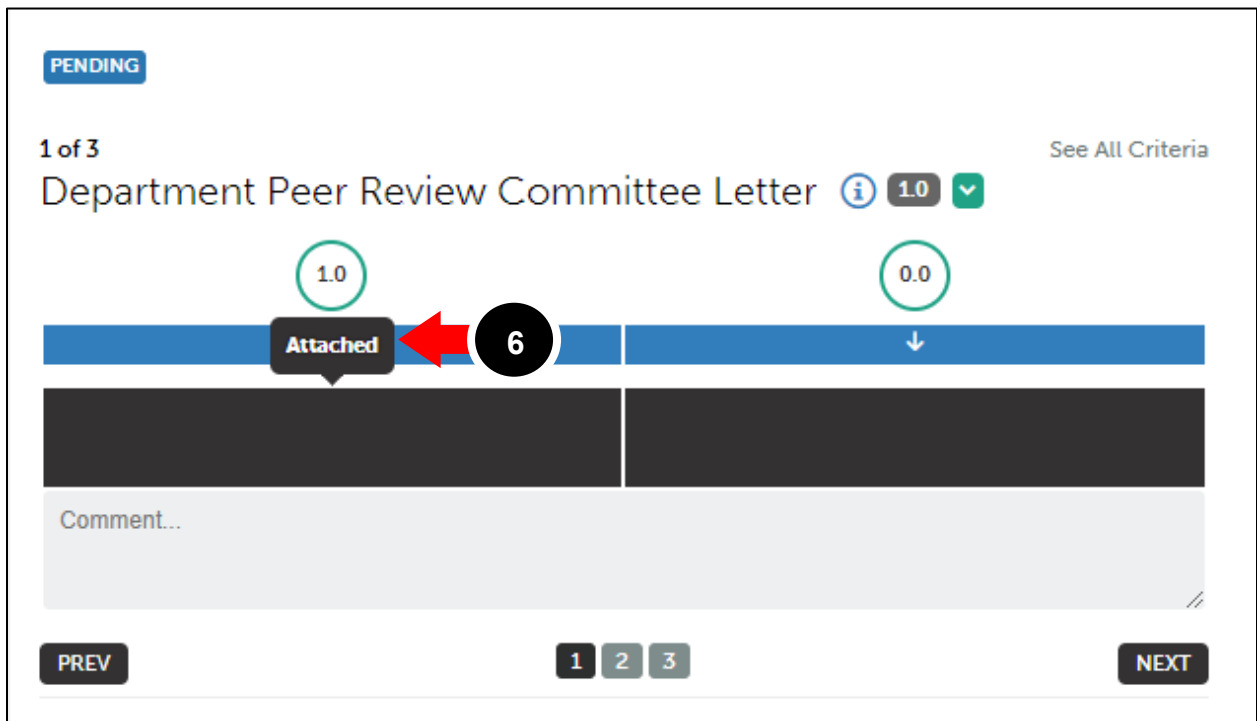 PENDING
1 of 3
See All Criteria
Department Peer Review Committee Letter i 1.0
1.0
0.0
Attached
6
Comment...
PREV
1 2 3
NEXT